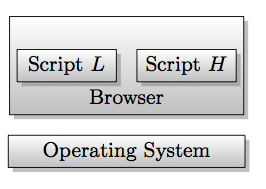 Script L
Script H
Browser
Operating System